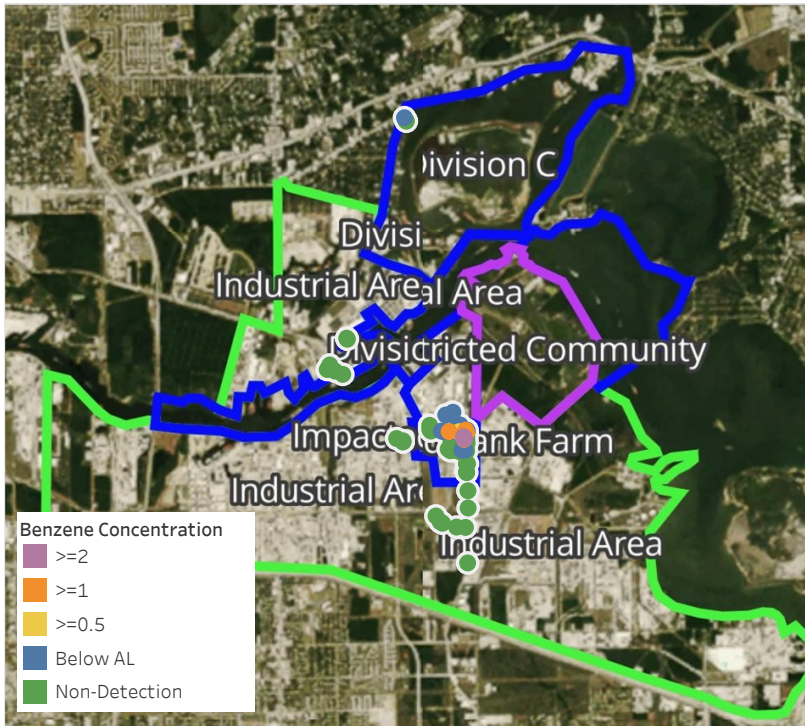 Division C
Divisi
Industrial Area
al Area
Divisi
tricted Community
Impac
ank Farm
Industrial Ar
Industrial Area
Benzene Concentration
>=2
>=1
>=0.5
Below AL
Non-Detection